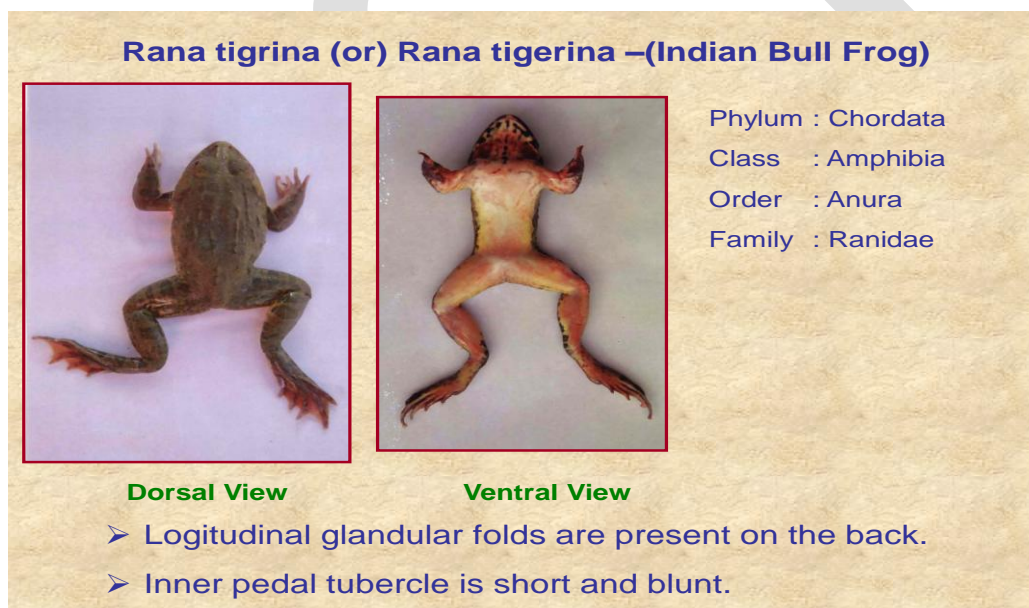 Rana tigrina (or) Rana tigerina –(Indian Bull Frog)
Phylum : Chordata
Class : Amphibia
Order : Anura
Family : Ranidae
Dorsal View
Ventral View
➢ Logitudinal glandular folds are present on the back.
➢ Inner pedal tubercle is short and blunt.